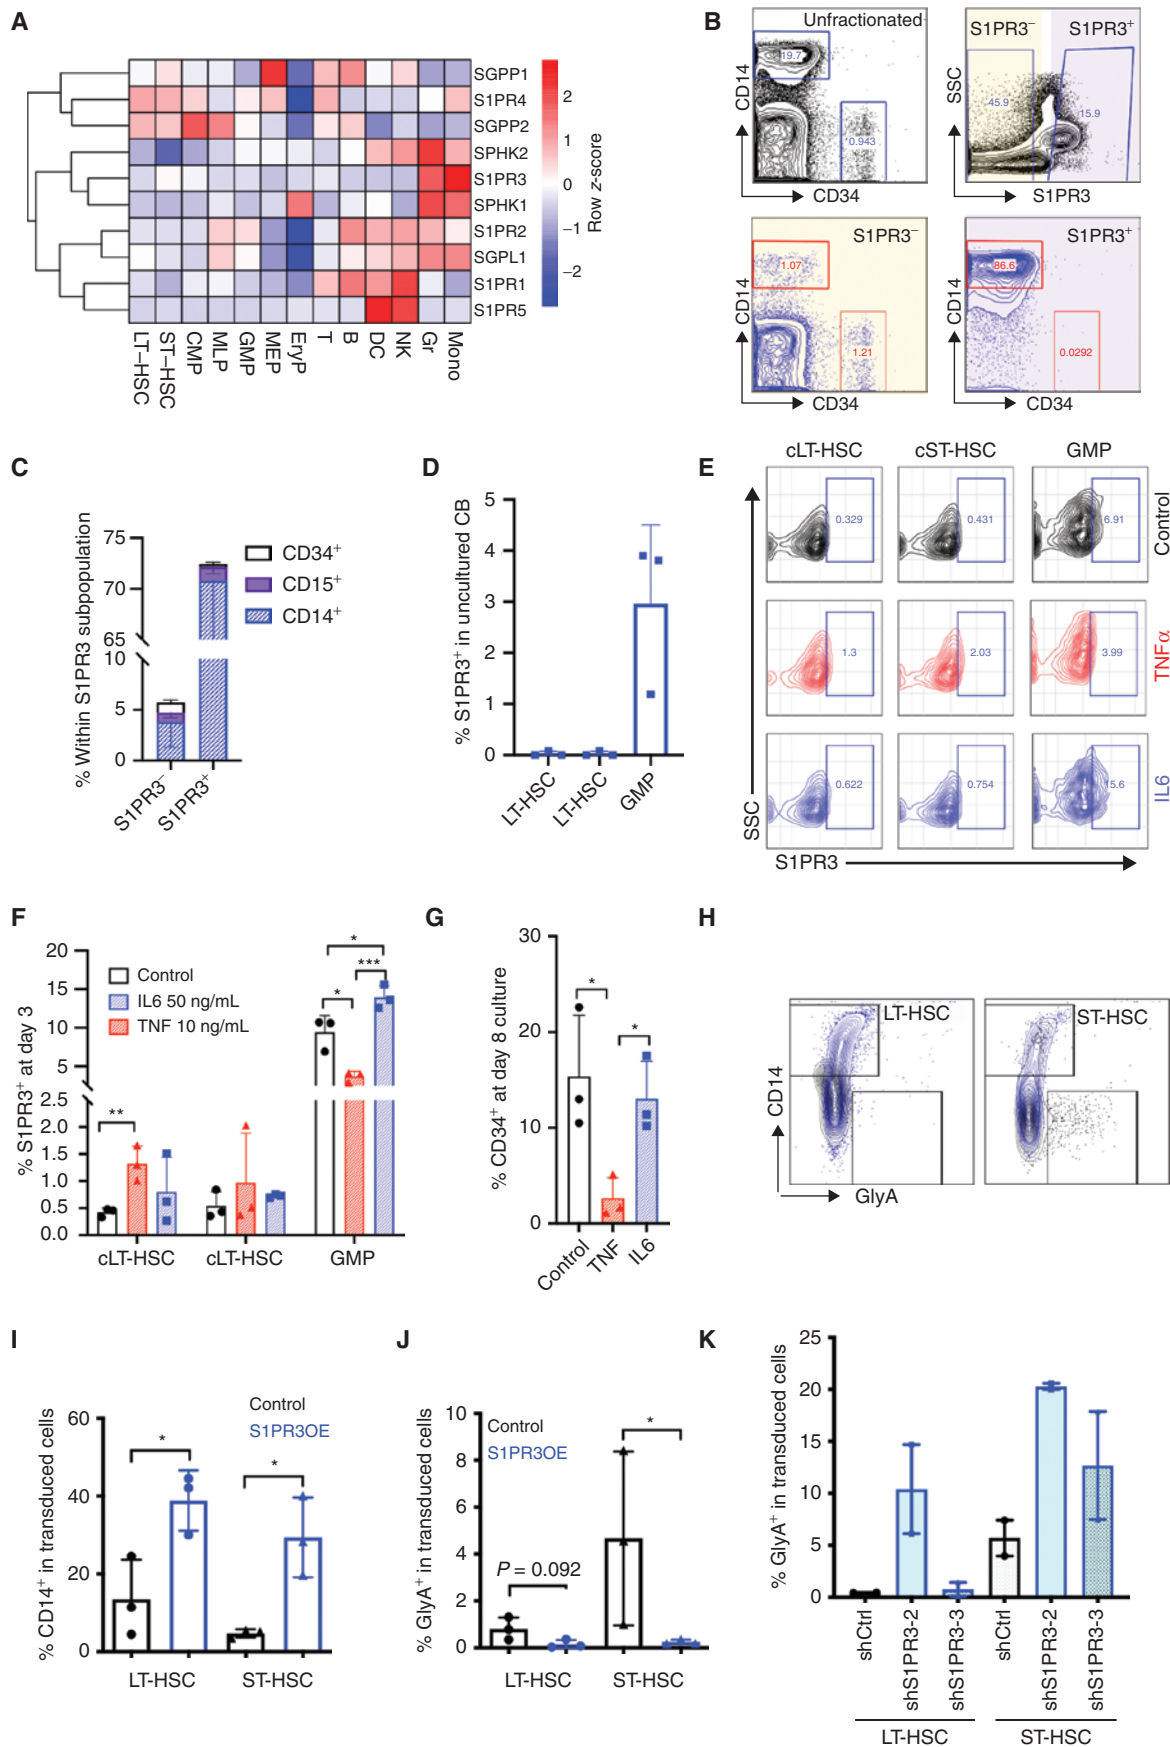 A
SGPP1
S1PR4
SGPP2
SPHK2
S1PR3
SPHK1
S1PR2
SGPL1
S1PR1
S1PR5
2
1
0
−1
−2
Row z-score
LT–HSC
ST–HSC
CMP
MLP
GMP
MEP
EryP
T
B
DC
NK
Gr
Mono
B
Unfractionated
19.7
0.943
CD14
CD34
S1PR3−
S1PR3+
45.9
15.9
SSC
S1PR3
S1PR3−
1.07
1.21
CD14
CD34
S1PR3+
86.6
0.0292
CD14
CD34
C
% Within S1PR3 subpopulation
75
70
65
10
5
0
S1PR3−
S1PR3+
CD34+
CD15+
CD14+
D
% S1PR3+ in uncultured CB
5
4
3
2
1
0
LT-HSC
LT-HSC
GMP
E
cLT-HSC
cST-HSC
GMP
0.329
0.431
6.91
Control
1.3
2.03
3.99
TNFα
0.622
0.754
15.6
IL6
SSC
S1PR3
F
% S1PR3+ at day 3
20
15
10
5
2.5
2.0
1.5
1.0
0.5
0.0
Control
IL6 50 ng/mL
TNF 10 ng/mL
**
*
*
***
cLT-HSC
cLT-HSC
GMP
G
% CD34+ at day 8 culture
30
20
10
0
*
*
Control
TNF
IL6
H
LT-HSC
ST-HSC
CD14
GlyA
I
% CD14+ in transduced cells
60
40
20
0
Control
S1PR3OE
*
*
LT-HSC
ST-HSC
J
% GlyA+ in transduced cells
10
8
6
4
2
0
Control
S1PR3OE
P = 0.092
*
LT-HSC
ST-HSC
K
% GlyA+ in transduced cells
25
20
15
10
5
0
shCtrl
shS1PR3-2
shS1PR3-3
shCtrl
shS1PR3-2
shS1PR3-3
LT-HSC
ST-HSC